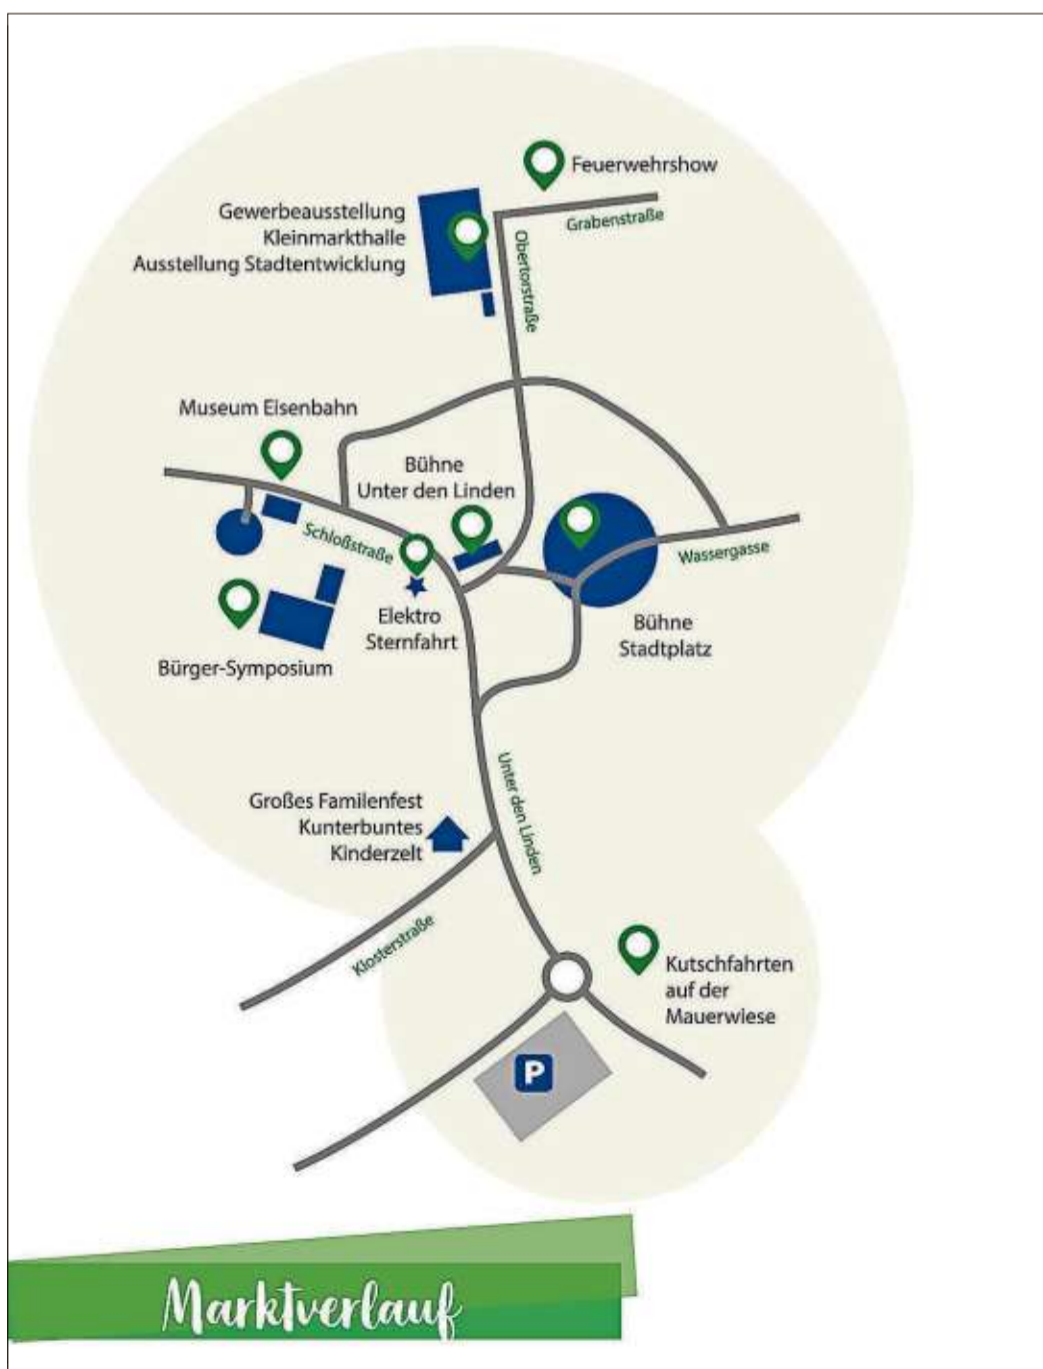 Feuerwehrshow
Grabenstraße
Gewerbeausstellung
Kleinmarkthalle
Ausstellung Stadtentwicklung
Obertorstraße
Museum Eisenbahn
Bühne
Unter den Linden
Schloßstraße
Wassergasse
Elektro
Sternfahrt
Bühne
Stadtplatz
Bürger-Symposium
Unter den Linden
Großes Familenfest
Kunterbuntes
Kinderzelt
Klosterstraße
Kutschfahrten
auf der
Mauerwiese
P
Marktverlauf